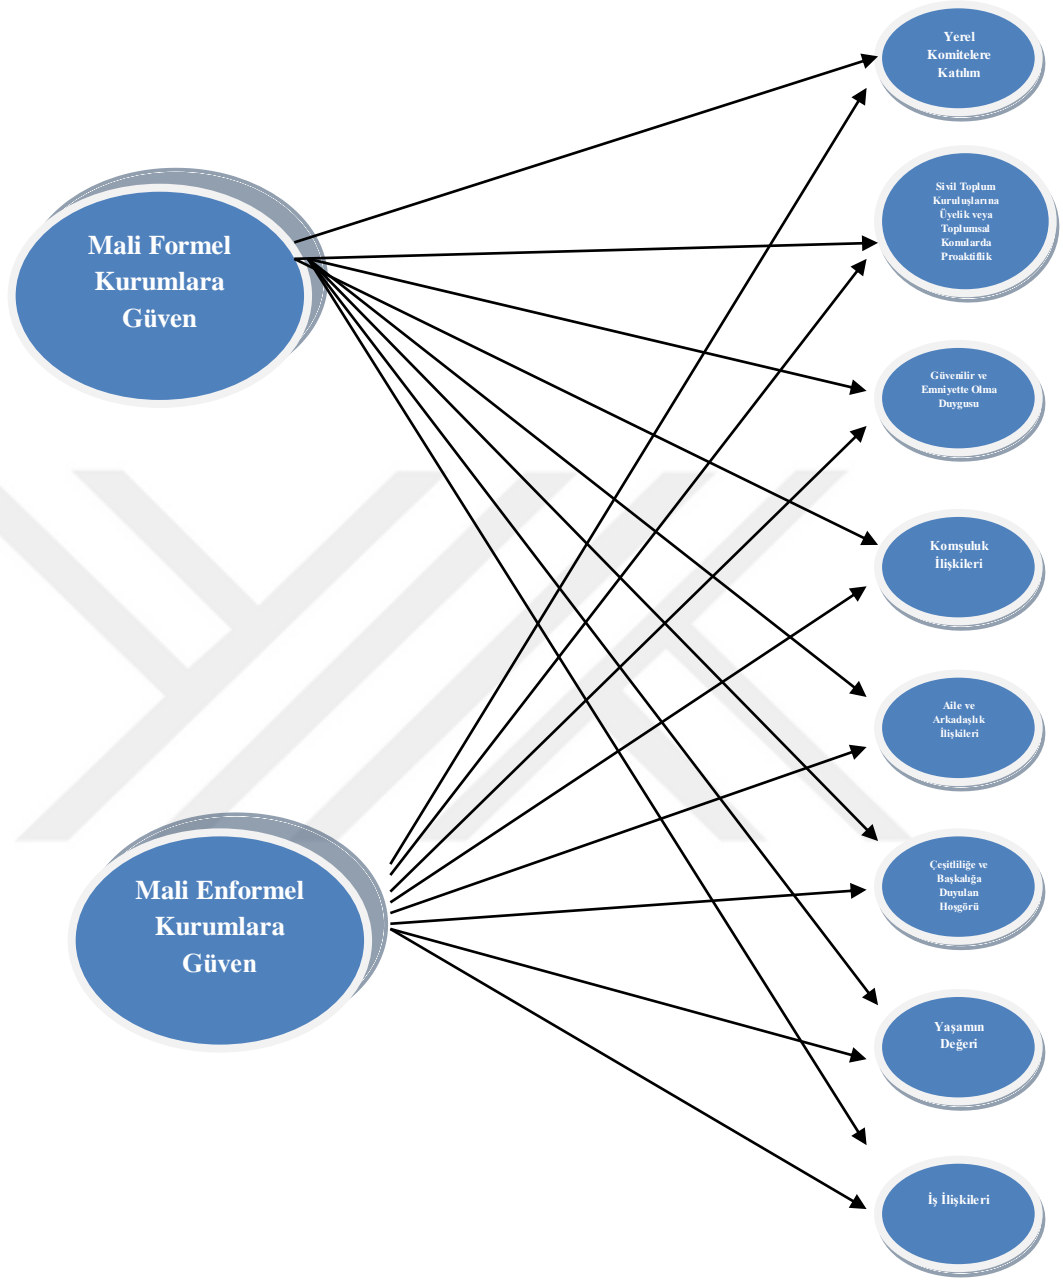 Mali Formel
Kurumlara
Güven
Mali Enformel
Kurumlara
Güven
Yerel
Komitelere
Katılım
Sivil Toplum
Kuruluşlarına
Üyelik veya
Toplumsal
Konularda
Proaktiflik
Güvenilir ve
Emniyette Olma
Duygusu
Komşuluk
İlişkileri
Aile ve
Arkadaşlık
İlişkileri
Çeşitliliğe ve
Başkalığa
Duyulan
Hoşgörü
Yaşamın
Değeri
İş İlişkileri